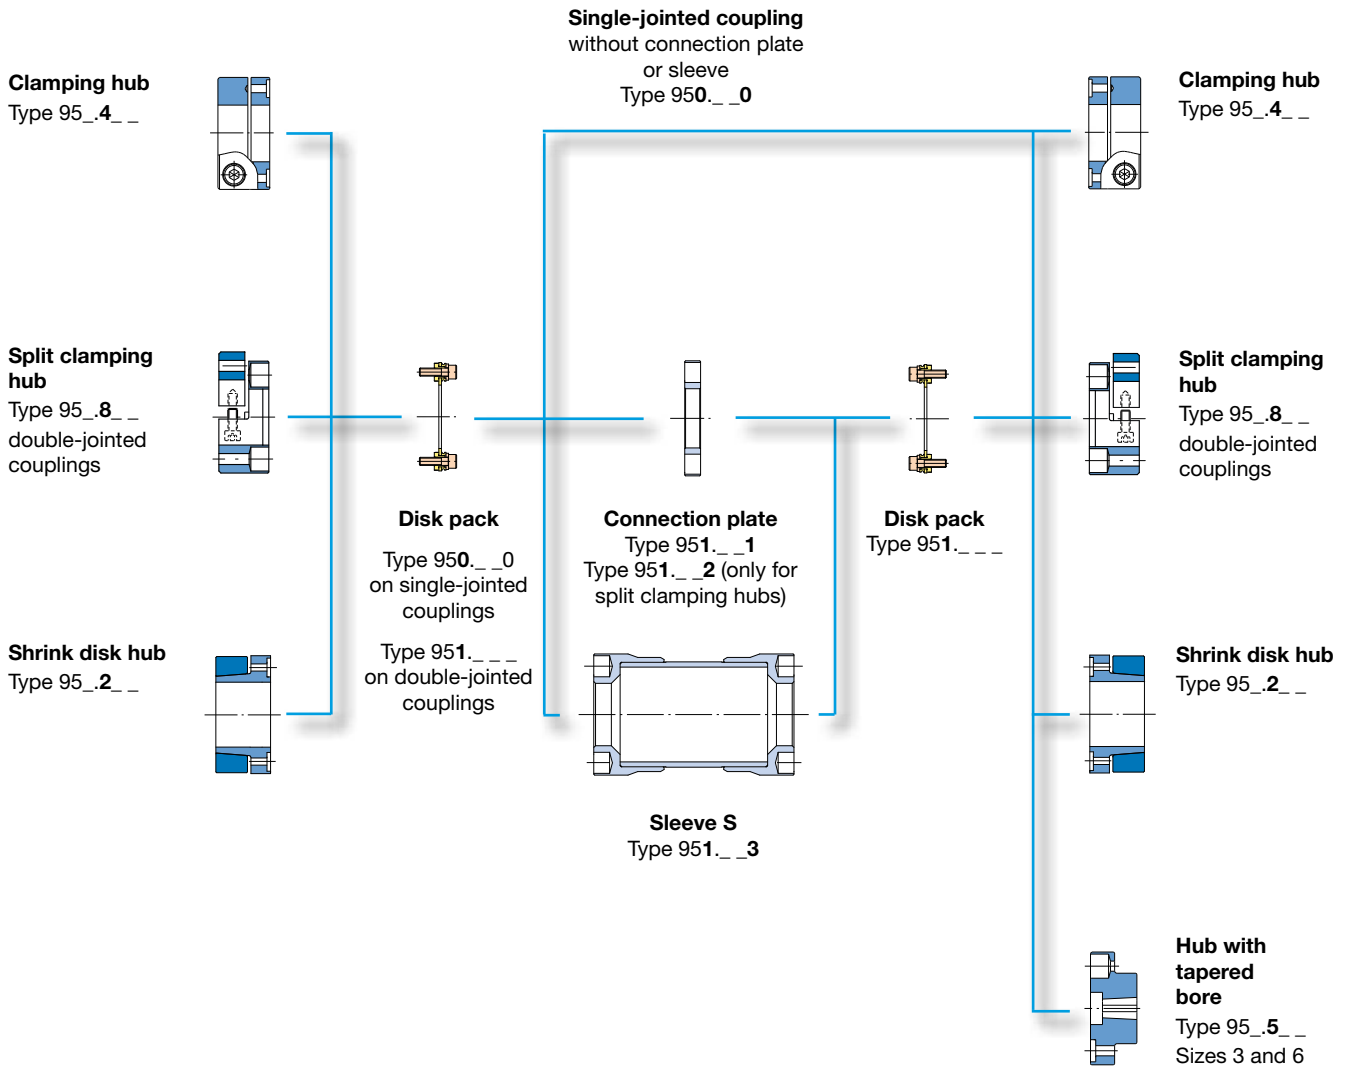 Single-jointed coupling
without connection plate
or sleeve
Type 950._ _0
Clamping hub
Type 95_.4_ _
Clamping hub
Type 95_.4_ _
Split clamping
hub
Type 95_.8_ _
double-jointed
couplings
Split clamping
hub
Type 95_.8_ _
double-jointed
couplings
Disk pack
Type 950._ _0
on single-jointed
couplings
Type 951._ _ _
on double-jointed
couplings
Connection plate
Type 951._ _1
Type 951._ _2 (only for
split clamping hubs)
Disk pack
Type 951._ _ _
Shrink disk hub
Type 95_.2_ _
Shrink disk hub
Type 95_.2_ _
Sleeve S
Type 951._ _3
Hub with
tapered
bore
Type 95_.5_ _
Sizes 3 and 6